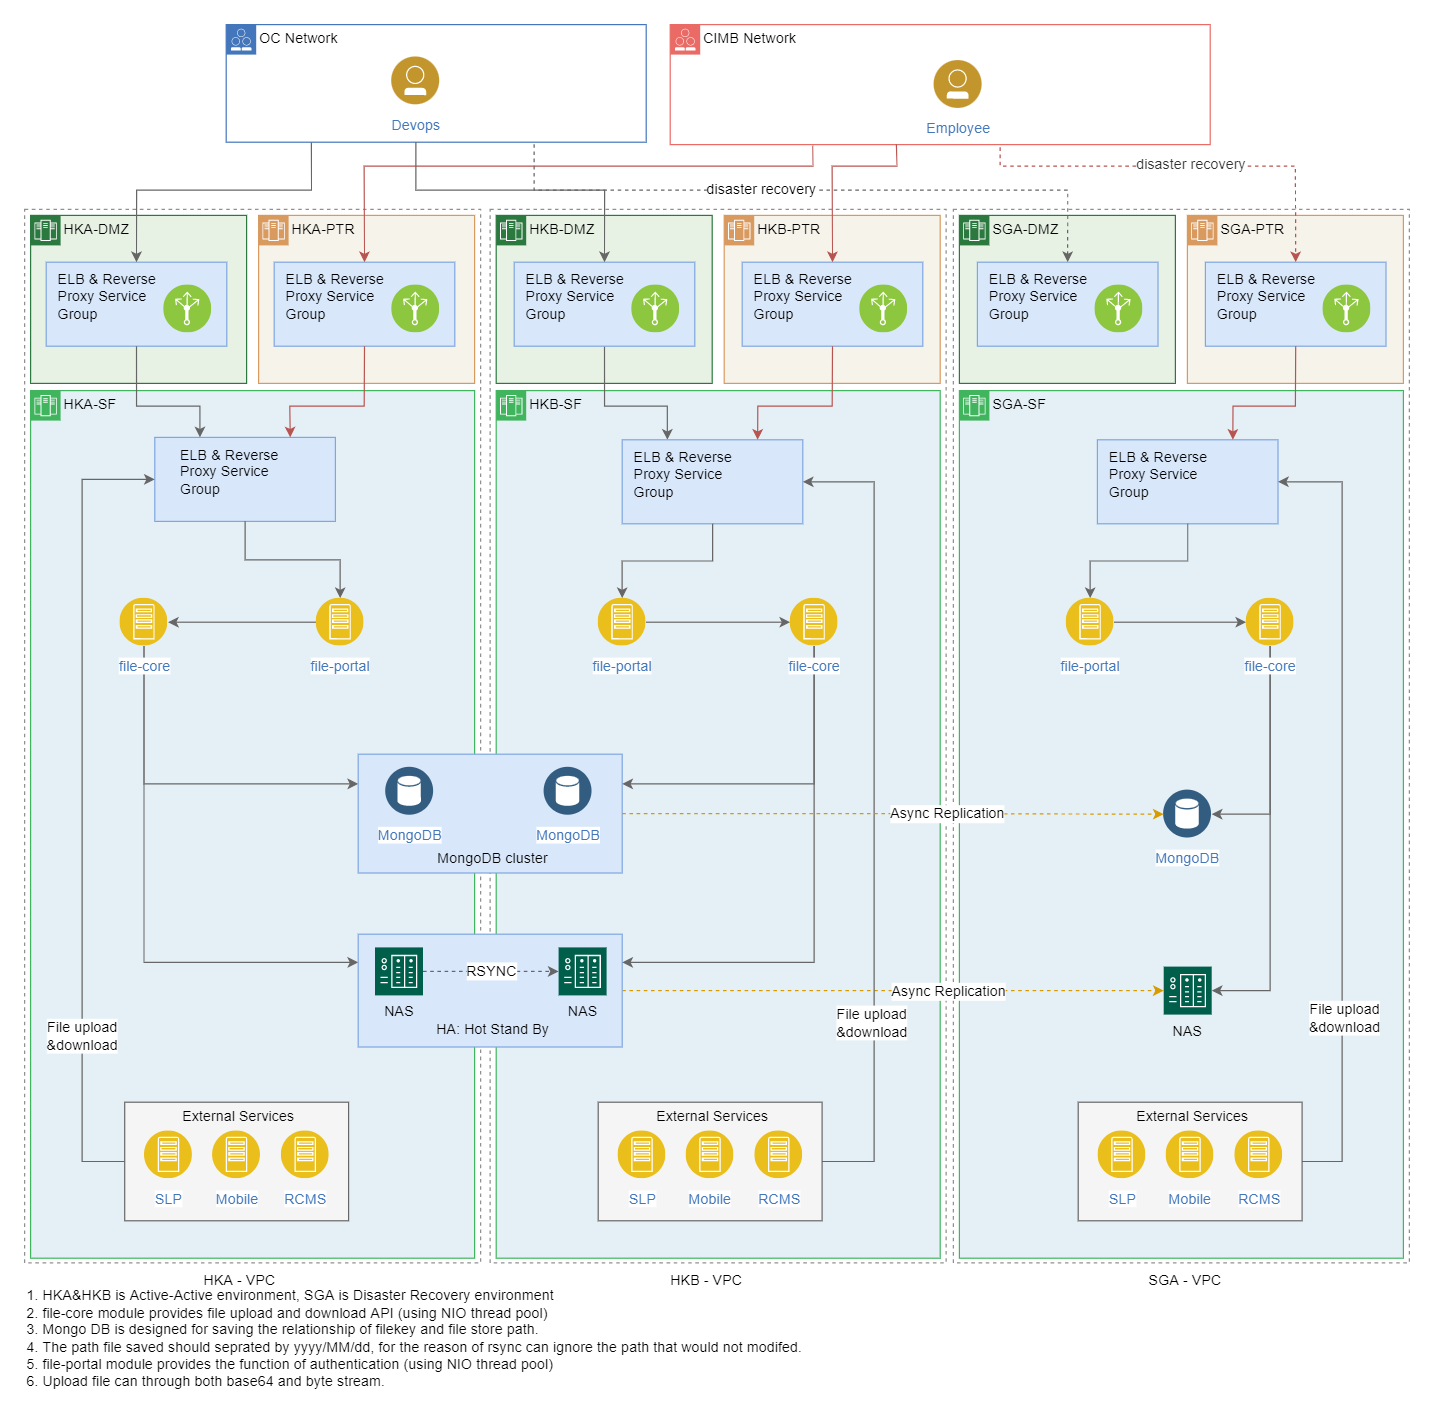 OC Network
CIMB Network
Devops
Employee
disaster recovery
disaster recovery
HKA-DMZ
HKA-PTR
HKB-DMZ
HKB-PTR
SGA-DMZ
SGA-PTR
ELB & Reverse
Proxy Service
Group
ELB & Reverse
Proxy Service
Group
ELB & Reverse
Proxy Service
Group
ELB & Reverse
Proxy Service
Group
ELB & Reverse
Proxy Service
Group
ELB & Reverse
Proxy Service
Group
HKA-SF
HKB-SF
SGA-SF
ELB & Reverse
Proxy Service
Group
ELB & Reverse
Proxy Service
Group
ELB & Reverse
Proxy Service
Group
file-core
file-portal
file-portal
file-core
file-portal
file-core
MongoDB
MongoDB
MongoDB cluster
Async Replication
MongoDB
RSYNC
NAS
NAS
HA: Hot Stand By
Async Replication
NAS
File upload
&download
File upload
&download
File upload
&download
External Services
SLP
Mobile
RCMS
External Services
SLP
Mobile
RCMS
External Services
SLP
Mobile
RCMS
HKA - VPC
HKB - VPC
SGA - VPC
1. HKA&HKB is Active-Active environment, SGA is Disaster Recovery environment
2. file-core module provides file upload and download API (using NIO thread pool)
3. Mongo DB is designed for saving the relationship of filekey and file store path.
4. The path file saved should seprated by yyyy/MM/dd, for the reason of rsync can ignore the path that would not modifed.
5. file-portal module provides the function of authentication (using NIO thread pool)
6. Upload file can through both base64 and byte stream.